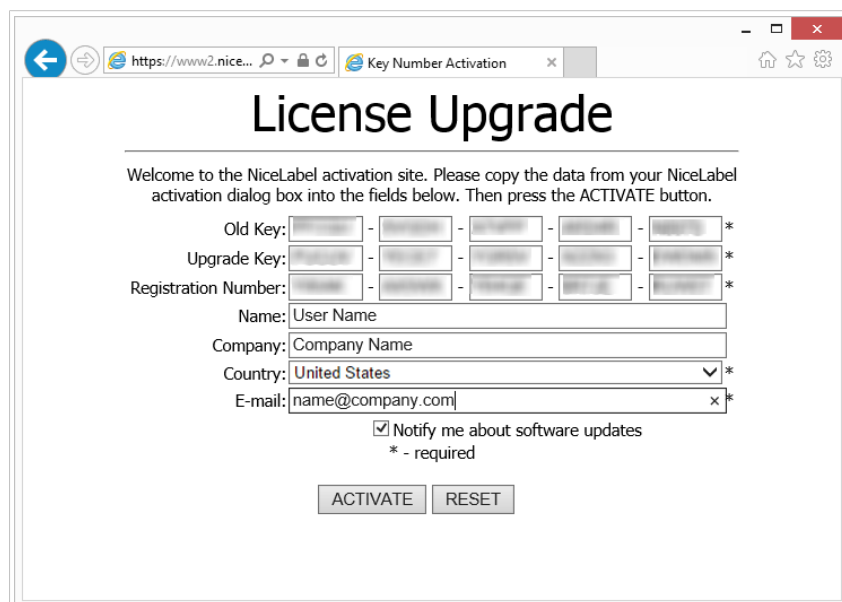 https://www2.nice...
Key Number Activation
License Upgrade
Welcome to the NiceLabel activation site. Please copy the data from your NiceLabel
activation dialog box into the fields below. Then press the ACTIVATE button.
Old Key: - - - - *
Upgrade Key: - - - - *
Registration Number: - - - - *
Name: User Name
Company: Company Name
Country: United States *
E-mail: name@company.com *
Notify me about software updates
* - required
ACTIVATE RESET